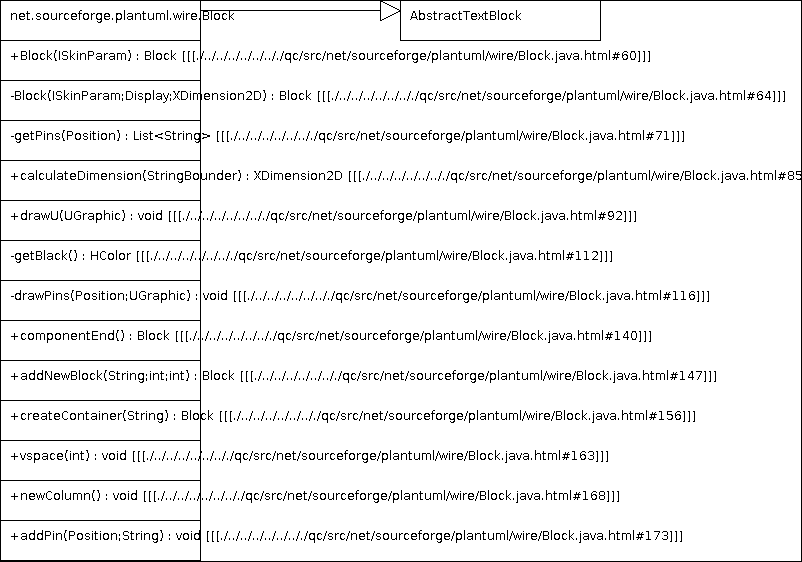 net.sourceforge.plantuml.wire.Block
AbstractTextBlock
+Block(ISkinParam) : Block [[[./../../../../../../../qc/src/net/sourceforge/plantuml/wire/Block.java.html#60]]]
-Block(ISkinParam;Display;XDimension2D) : Block [[[./../../../../../../../qc/src/net/sourceforge/plantuml/wire/Block.java.html#64]]]
-getPins(Position) : List<String> [[[./../../../../../../../qc/src/net/sourceforge/plantuml/wire/Block.java.html#71]]]
+calculateDimension(StringBounder) : XDimension2D [[[./../../../../../../../qc/src/net/sourceforge/plantuml/wire/Block.java.html#85
+drawU(UGraphic) : void [[[./../../../../../../../qc/src/net/sourceforge/plantuml/wire/Block.java.html#92]]]
-getBlack() : HColor [[[./../../../../../../../qc/src/net/sourceforge/plantuml/wire/Block.java.html#112]]]
-drawPins(Position;UGraphic) : void [[[./../../../../../../../qc/src/net/sourceforge/plantuml/wire/Block.java.html#116]]]
+componentEnd() : Block [[[./../../../../../../../qc/src/net/sourceforge/plantuml/wire/Block.java.html#140]]]
+addNewBlock(String;int;int) : Block [[[./../../../../../../../qc/src/net/sourceforge/plantuml/wire/Block.java.html#147]]]
+createContainer(String) : Block [[[./../../../../../../../qc/src/net/sourceforge/plantuml/wire/Block.java.html#156]]]
+vspace(int) : void [[[./../../../../../../../qc/src/net/sourceforge/plantuml/wire/Block.java.html#163]]]
+newColumn() : void [[[./../../../../../../../qc/src/net/sourceforge/plantuml/wire/Block.java.html#168]]]
+addPin(Position;String) : void [[[./../../../../../../../qc/src/net/sourceforge/plantuml/wire/Block.java.html#173]]]